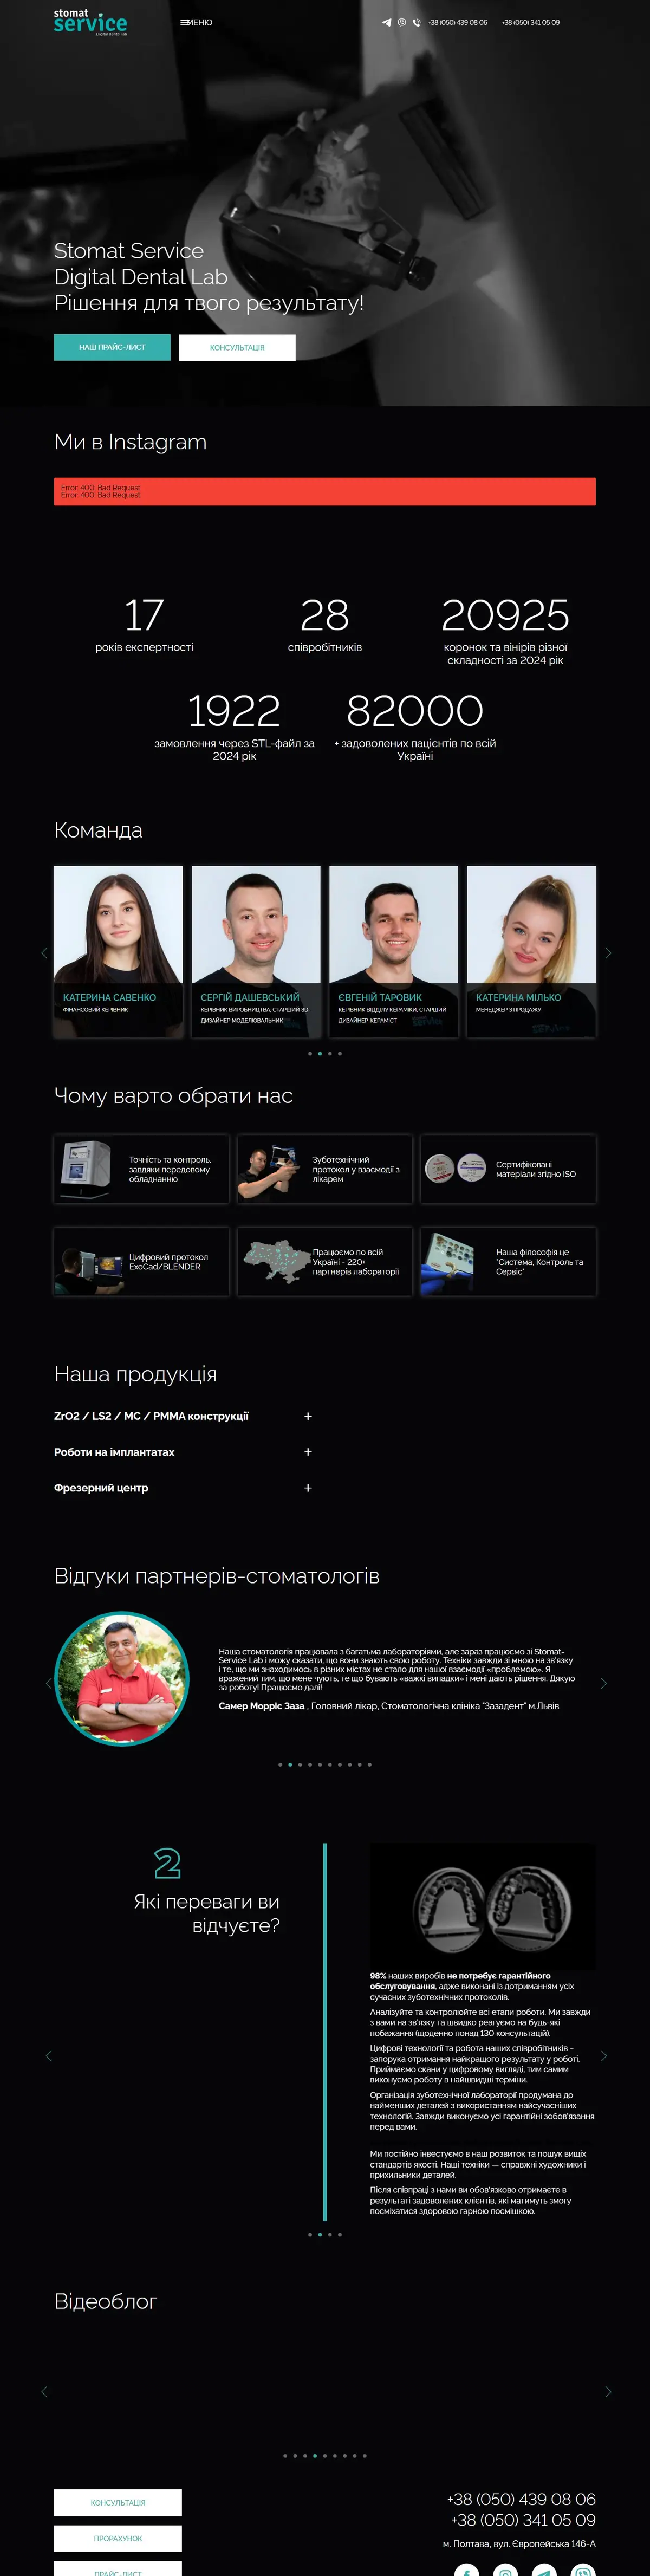 stomat
service
Digital dental lab
МЕНЮ
+38 (050) 439 08 06
+38 (050) 341 05 09
Stomat Service
Digital Dental Lab
Рішення для твого результату!
НАШ ПРАЙС-ЛИСТ
КОНСУЛЬТАЦІЯ
Ми в Instagram
Error: 400: Bad Request
Error: 400: Bad Request
17
років експертності
28
співробітників
20925
коронок та вінірів різної
складності за 2024 рік
1922
замовлення через STL-файл за
2024 рік
82000
+ задоволених пацієнтів по всій
Україні
Команда
КАТЕРИНА САВЕНКО
ФІНАНСОВИЙ КЕРІВНИК
СЕРГІЙ ДАШЕВСЬКИЙ
КЕРІВНИК ВИРОБНИЦТВА, СТАРШИЙ 3D-
ДИЗАЙНЕР МОДЕЛЮВАЛЬНИК
ЄВГЕНІЙ ТАРОВИК
КЕРІВНИК ВІДДІЛУ КЕРАМІКИ, СТАРШИЙ
ДИЗАЙНЕР-КЕРАМІСТ
КАТЕРИНА МІЛЬКО
МЕНЕДЖЕР З ПРОДАЖУ
Чому варто обрати нас
Точність та контроль,
завдяки передовому
обладнанню
Зуботехнічний
протокол у взаємодії з
лікарем
Сертифіковані
матеріали згідно ISO
Цифровий протокол
ExoCad/BLENDER
Працюємо по всій
Україні - 220+
партнерів лабораторії
Наша філософія це
"Система, Контроль та
Сервіс"
Наша продукція
ZrO2 / LS2 / MC / PMMA конструкції
+
Роботи на імплантатах
+
Фрезерний центр
+
Відгуки партнерів-стоматологів
Наша стоматологія працювала з багатьма лабораторіями, але зараз працюємо зі Stomat-
Service Lab і можу сказати, що вони знають свою роботу. Техніки завжди зі мною на зв'язку
і те, що ми знаходимось в різних містах не стало для нашої взаємодії «проблемою». Я
вражений тим, що мене чують, те що бувають «важкі випадки» і мені дають рішення. Дякую
за роботу! Працюємо далі!
Самер Морріс Заза , Головний лікар, Стоматологічна клініка "Зазадент" м.Львів
2
Які переваги ви
відчуєте?
98% наших виробів не потребує гарантійного
обслуговування, адже виконані із дотриманням усіх
сучасних зуботехнічних протоколів.
Аналізуйте та контролюйте всі етапи роботи. Ми завжди
з вами на зв'язку та швидко реагуємо на будь-які
побажання (щоденно понад 130 консультацій).
Цифрові технології та робота наших співробітників –
запорука отримання найкращого результату у роботі.
Приймаємо скани у цифровому вигляді, тим самим
виконуємо роботу в найшвидші терміни.
Організація зуботехнічної лабораторії продумана до
найменших деталей з використанням найсучасніших
технологій. Завжди виконуємо усі гарантійні зобов'язання
перед вами.
Ми постійно інвестуємо в наш розвиток та пошук вищіх
стандартів якості. Наші техніки — справжні художники і
прихильники деталей.
Після співпраці з нами ви обов'язково отримаєте в
результаті задоволених клієнтів, які матимуть змогу
посміхатися здоровою гарною посмішкою.
Відеоблог
КОНСУЛЬТАЦІЯ
ПРОРАХУНОК
ПРАЙС-ЛИСТ
+38 (050) 439 08 06
+38 (050) 341 05 09
м. Полтава, вул. Європейська 146-А